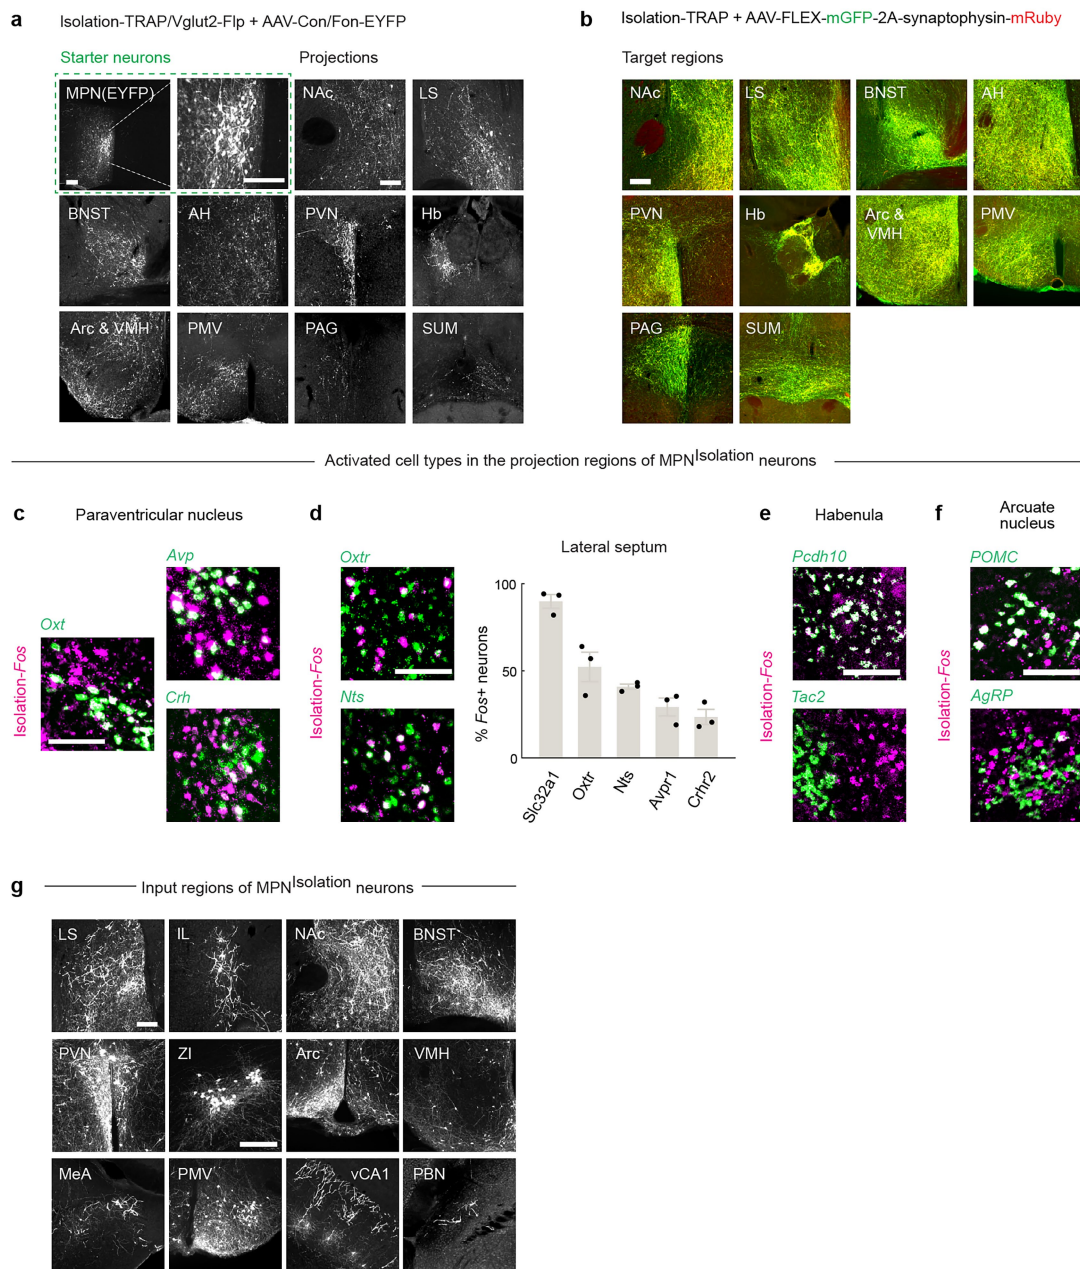 a
Isolation-TRAP/Vglut2-Flp + AAV-Con/Fon-EYFP
Starter neurons
Projections
MPN(EYFP)
NAc
LS
BNST
AH
PVN
Hb
Arc & VMH
PMV
PAG
SUM
b
Isolation-TRAP + AAV-FLEX-mGFP-2A-synaptophysin-mRuby
Target regions
NAc
LS
BNST
AH
PVN
Hb
Arc &
VMH
PMV
PAG
SUM
Activated cell types in the projection regions of MPNIsolation neurons
c
Paraventricular nucleus
Isolation-Fos
Oxt
Avp
Crh
d
Isolation-Fos
Oxtr
Nts
Lateral septum
% Fos+ neurons
100
50
0
Slc32a1
Oxtr
Nts
Avpr1
Crhr2
e
Habenula
Isolation-Fos
Pcdh10
Tac2
f
Arcuate
nucleus
Isolation-Fos
POMC
AgRP
g
Input regions of MPNIsolation neurons
LS
IL
NAc
BNST
PVN
ZI
Arc
VMH
MeA
PMV
vCA1
PBN